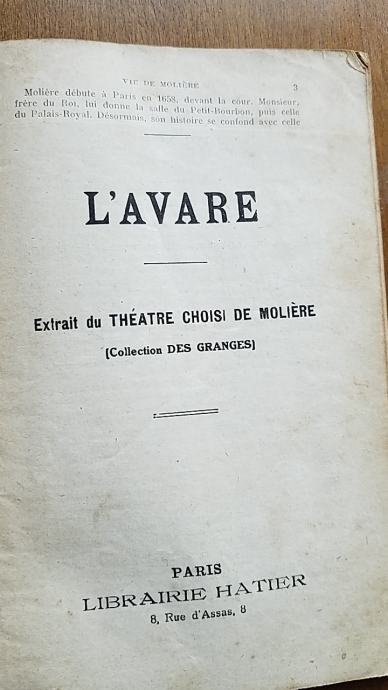 VIE DE MOLIÈRE 3
Molière débute à Paris en 1658, devant la cour. Monsieur,
frère du Roi, lui donne la salle du Petit-Bourbon, puis celle
du Palais-Royal. Désormais, son histoire se confond avec celle
L'AVARE
Extrait du THÉATRE CHOISI DE MOLIÈRE
(Collection DES GRANGES)
PARIS
LIBRAIRIE HATIER
8, Rue d'Assas, 8